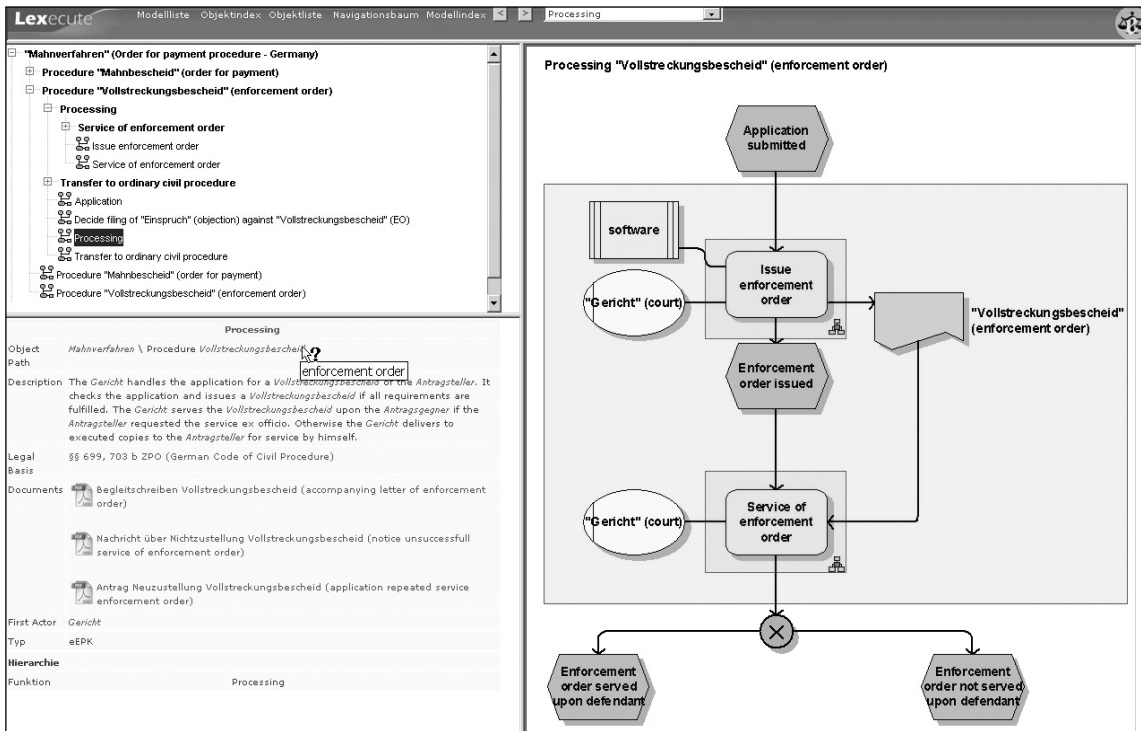 Lexecute
Modellliste Objektindex Objektliste Navigationsbaum Modellindex < > Processing
"Mahnverfahren" (Order for payment procedure - Germany)
Procedure "Mahnbescheid" (order for payment)
Procedure "Vollstreckungsbescheid" (enforcement order)
Processing
Service of enforcement order
Issue enforcement order
Service of enforcement order
Transfer to ordinary civil procedure
Application
Decide filing of "Einspruch" (objection) against "Vollstreckungsbescheid" (EO)
Processing
Transfer to ordinary civil procedure
Procedure "Mahnbescheid" (order for payment)
Procedure "Vollstreckungsbescheid" (enforcement order)
Processing
Object Path
Mahnverfahren \ Procedure Vollstreckungsbescheid
enforcement order
Description
The Gericht handles the application for a Vollstreckungsbescheid of the Antragsteller. It
checks the application and issues a Vollstreckungsbescheid if all requirements are
fulfilled. The Gericht serves the Vollstreckungsbescheid upon the Antragsgegner if the
Antragsteller requested the service ex officio. Otherwise the Gericht delivers to
executed copies to the Antragsteller for service by himself.
Legal Basis
§§ 699, 703 b ZPO (German Code of Civil Procedure)
Documents
Begleitschreiben Vollstreckungsbescheid (accompanying letter of enforcement
order)
Nachricht über Nichtzustellung Vollstreckungsbescheid (notice unsuccessfull
service of enforcement order)
Antrag Neuzustellung Vollstreckungsbescheid (application repeated service
enforcement order)
First Actor Gericht
Typ eEPK
Hierarchie
Funktion Processing
Processing "Vollstreckungsbescheid" (enforcement order)
Application
submitted
software
Issue
enforcement
order
"Gericht" (court)
"Vollstreckungsbescheid"
(enforcement order)
Enforcement
order issued
"Gericht" (court)
Service of
enforcement
order
Enforcement
order served
upon defendant
Enforcement
order not served
upon defendant